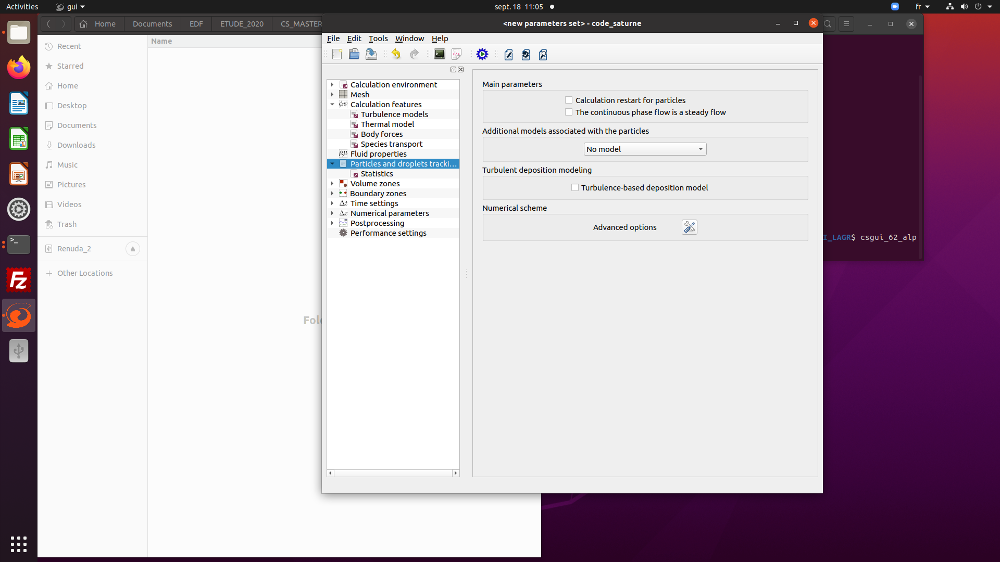 Activities
gui
sept. 18 11:05
fr
Home
Documents
EDF
ETUDE_2020
CS_MASTER
Recent
Starred
Home
Desktop
Documents
Downloads
Music
Pictures
Videos
Trash
Renuda_2
Other Locations
Name
<new parameters set> - code_saturne
File Edit Tools Window Help
Calculation environment
Mesh
Calculation features
Turbulence models
Thermal model
Body forces
Species transport
Fluid properties
Particles and droplets tracki...
Statistics
Volume zones
Boundary zones
Time settings
Numerical parameters
Postprocessing
Performance settings
Main parameters
Calculation restart for particles
The continuous phase flow is a steady flow
Additional models associated with the particles
No model
Turbulent deposition modeling
Turbulence-based deposition model
Numerical scheme
Advanced options
I_LAGR$ csgui_62_alp